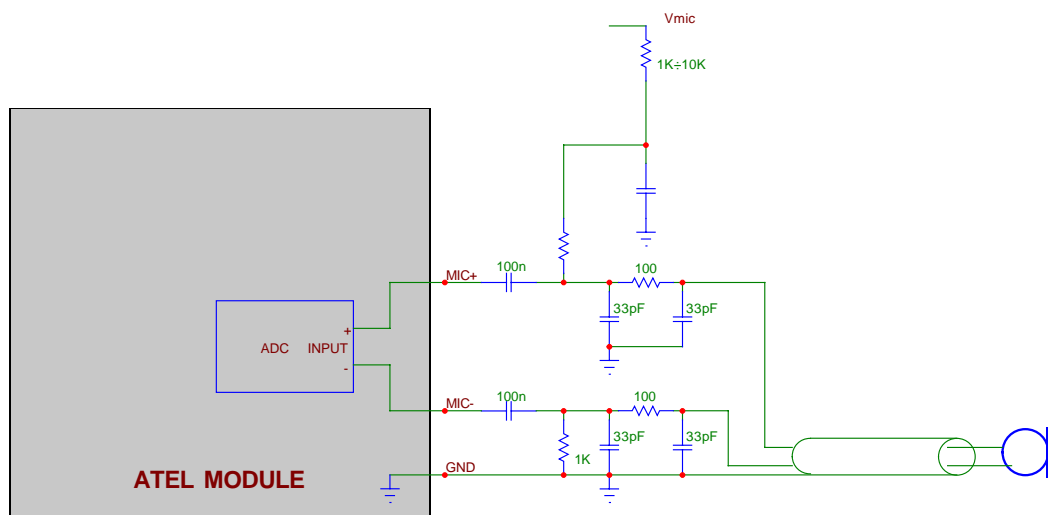 Vmic
1K÷10K
MIC+
100n
100
33pF
33pF
+
ADC INPUT
-
MIC-
100n
100
33pF
33pF
1K
GND
ATEL MODULE